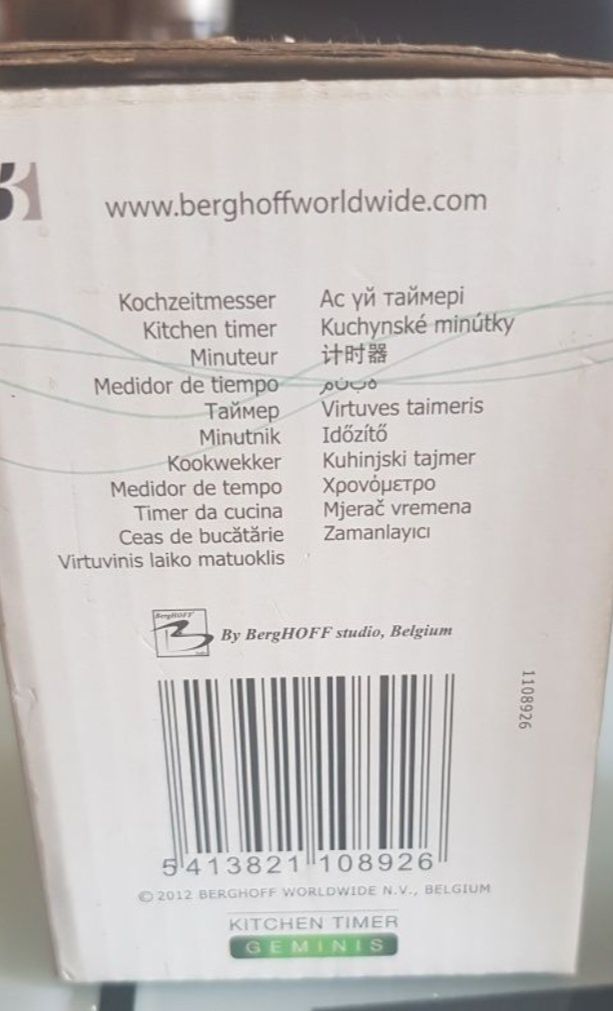 www.berghoffworldwide.com
Kochzeitmesser
Kitchen timer
Minuteur
Medidor de tiempo
Таймер
Minutnik
Kookwekker
Medidor de tempo
Timer da cucina
Ceas de bucătărie
Virtuvinis laiko matuoklis
Ас үй таймері
Kuchynské minútky
计时器
Virtuves taimeris
Időzítő
Kuhinjski tajmer
Χρονόμετρο
Mjerač vremena
Zamanlayıcı
BergHOFF
By BergHOFF studio, Belgium
1108926
5 413821 108926
© 2012 BERGHOFF WORLDWIDE N.V., BELGIUM
KITCHEN TIMER
GEMINIS